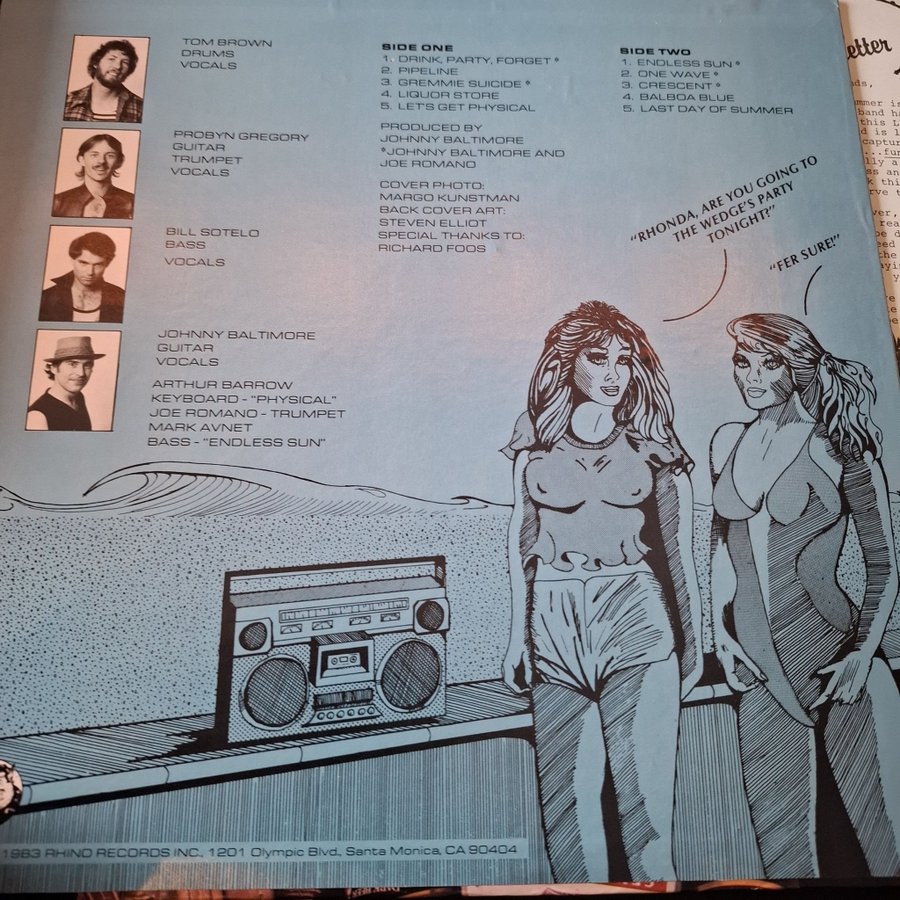 TOM BROWN
DRUMS
VOCALS
PROBYN GREGORY
GUITAR
TRUMPET
VOCALS
BILL SOTELO
BASS
VOCALS
JOHNNY BALTIMORE
GUITAR
VOCALS
ARTHUR BARROW
KEYBOARD - "PHYSICAL"
JOE ROMANO - TRUMPET
MARK AVNET
BASS - "ENDLESS SUN"
SIDE ONE
1. DRINK, PARTY, FORGET *
2. PIPELINE
3. GREMMIE SUICIDE *
4. LIQUOR STORE
5. LET'S GET PHYSICAL
PRODUCED BY
JOHNNY BALTIMORE
*JOHNNY BALTIMORE AND
JOE ROMANO
COVER PHOTO:
MARGO KUNSTMAN
BACK COVER ART:
STEVEN ELLIOT
SPECIAL THANKS TO:
RICHARD FOOS
SIDE TWO
1. ENDLESS SUN *
2. ONE WAVE *
3. CRESCENT *
4. BALBOA BLUE
5. LAST DAY OF SUMMER
"RHONDA, ARE YOU GOING TO
THE WEDGE'S PARTY
TONIGHT?"
"FER SURE!"
1983 RHINO RECORDS INC., 1201 Olympic Blvd., Santa Monica, CA 90404